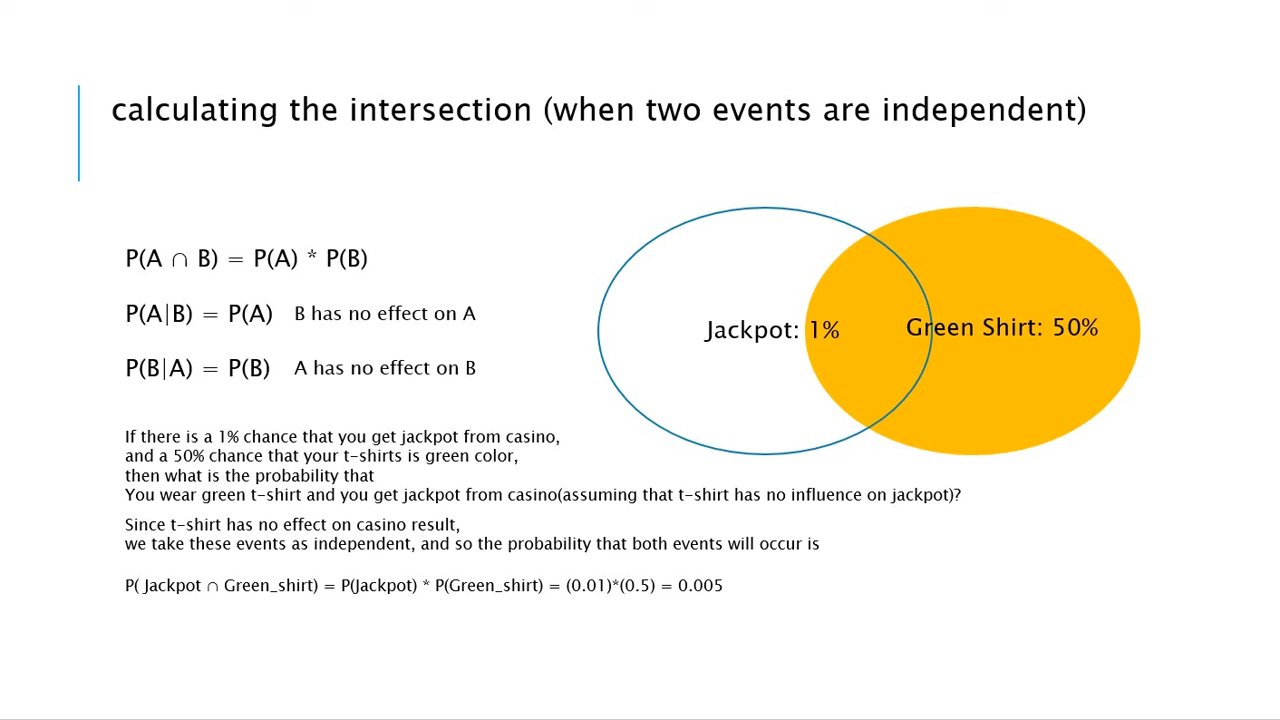 calculating the intersection (when two events are independent)
P(A ∩ B) = P(A) * P(B)
P(A|B) = P(A) B has no effect on A
P(B|A) = P(B) A has no effect on B
Jackpot: 1%
Green Shirt: 50%
If there is a 1% chance that you get jackpot from casino,
and a 50% chance that your t-shirts is green color,
then what is the probability that
You wear green t-shirt and you get jackpot from casino(assuming that t-shirt has no influence on jackpot)?
Since t-shirt has no effect on casino result,
we take these events as independent, and so the probability that both events will occur is
P( Jackpot ∩ Green_shirt) = P(Jackpot) * P(Green_shirt) = (0.01)*(0.5) = 0.005